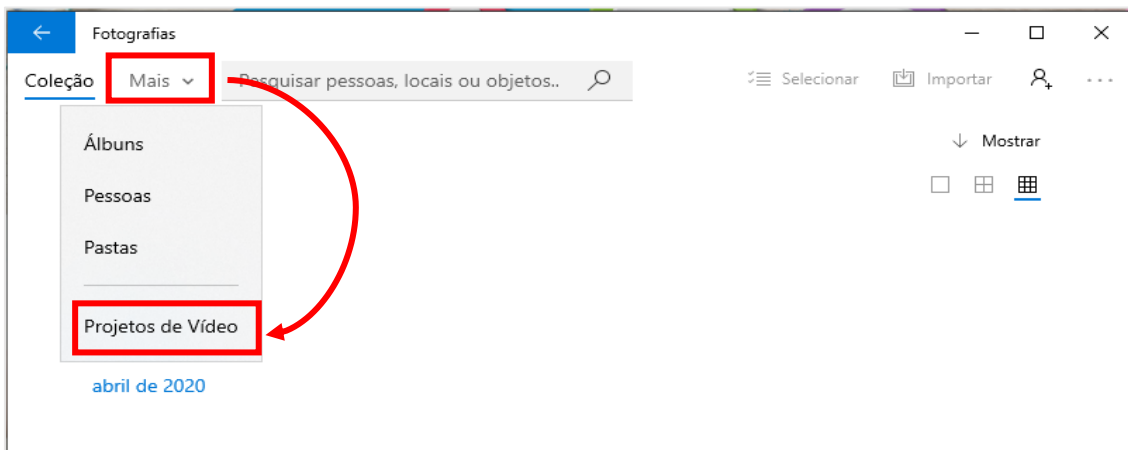 Fotografias
Coleção Mais Pesquisar pessoas, locais ou objetos.. Selecionar Importar
Álbuns
Mostrar
Pessoas
Pastas
Projetos de Vídeo
abril de 2020